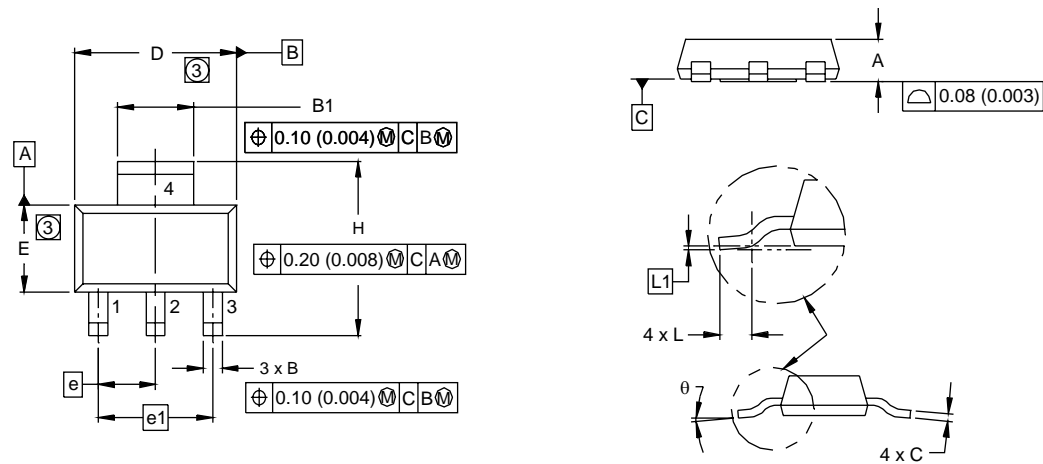 D
③
B
B1
⌖ 0.10 (0.004) Ⓜ C B Ⓜ
A
4
③
E
H
⌖ 0.20 (0.008) Ⓜ C A Ⓜ
1
2
3
3 x B
e
⌖ 0.10 (0.004) Ⓜ C B Ⓜ
e1
A
C
⌓ 0.08 (0.003)
L1
4 x L
θ
4 x C